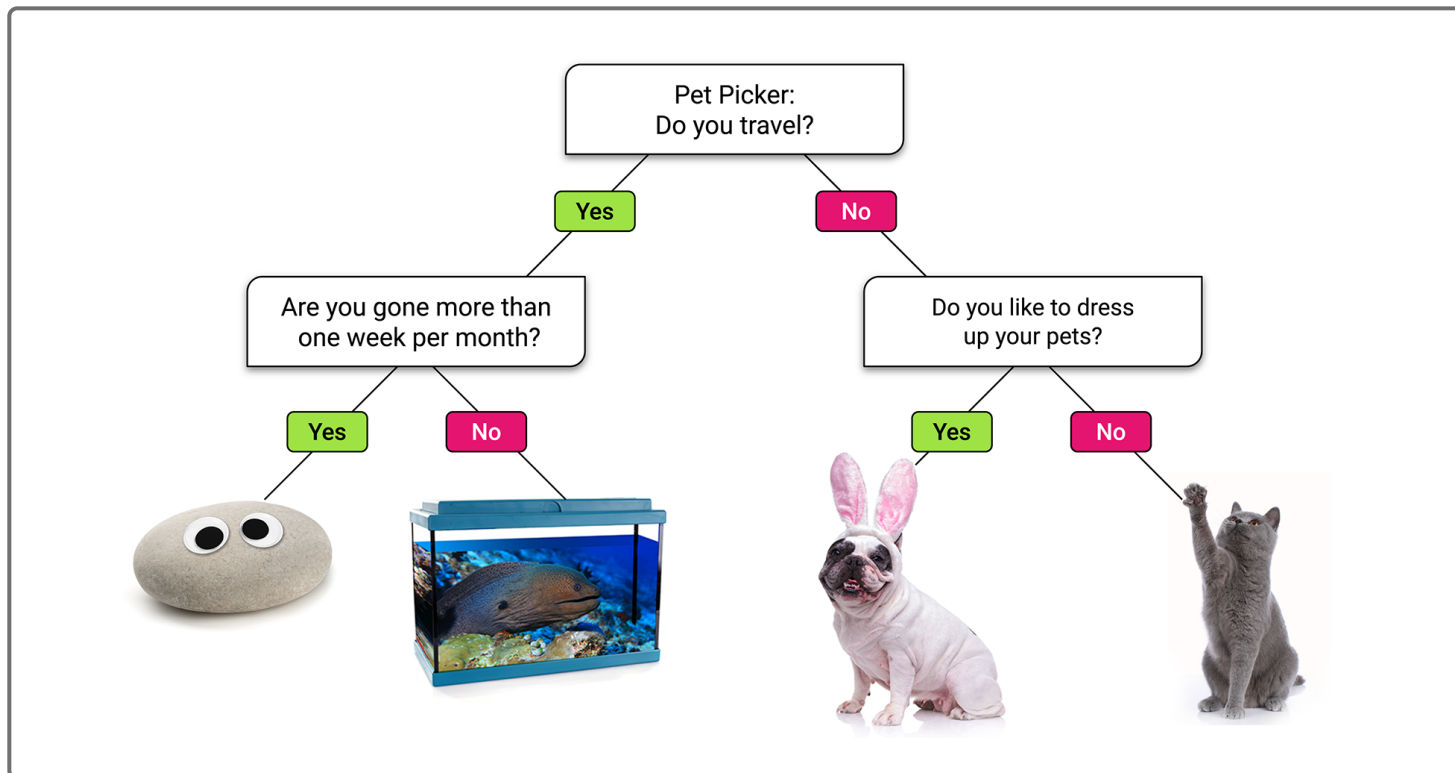 Pet Picker:
Do you travel?
Yes
No
Are you gone more than
one week per month?
Do you like to dress
up your pets?
Yes
No
Yes
No